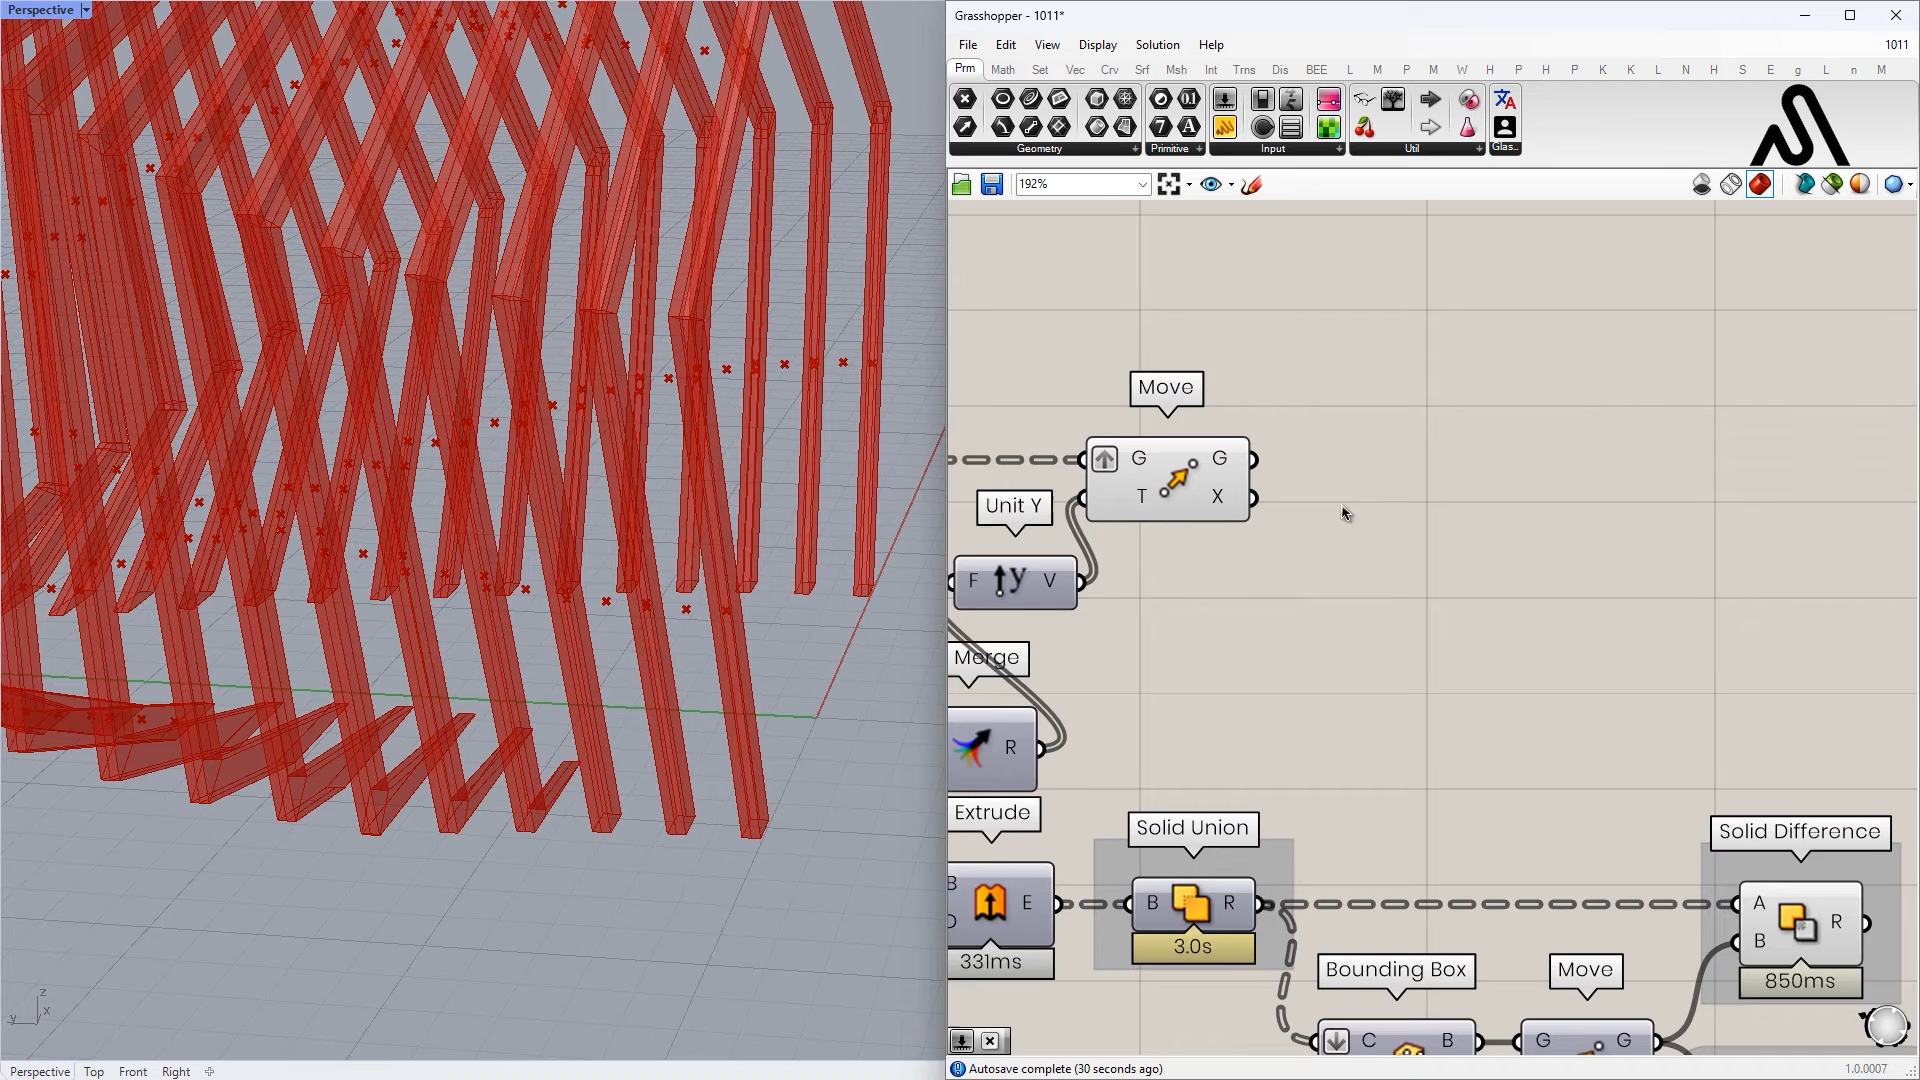 Perspective
Grasshopper - 1011*
File Edit View Display Solution Help 1011
Prm Math Set Vec Crv Srf Msh Int Trns Dis BEE L M P M W H P H P K K L N H S E g L n M
Geometry Primitive Input Util Glas..
192%
Move
G G
T X
Unit Y
F y V
Merge
R
Extrude
B E
D
331ms
Solid Union
B R
3.0s
Solid Difference
A R
B
850ms
Bounding Box
C B
Move
G G
z
x
y
Perspective Top Front Right
Autosave complete (30 seconds ago) 1.0.0007